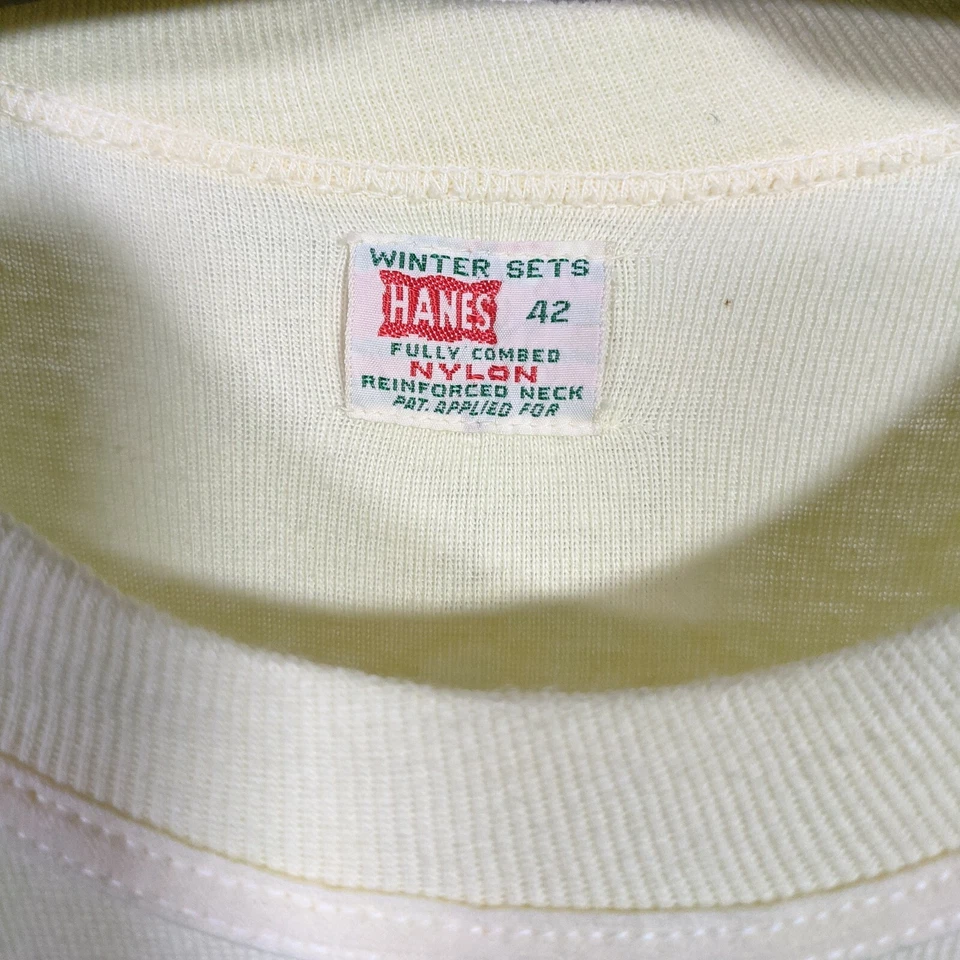 WINTER SETS
HANES 42
FULLY COMBED
NYLON
REINFORCED NECK
PAT. APPLIED FOR